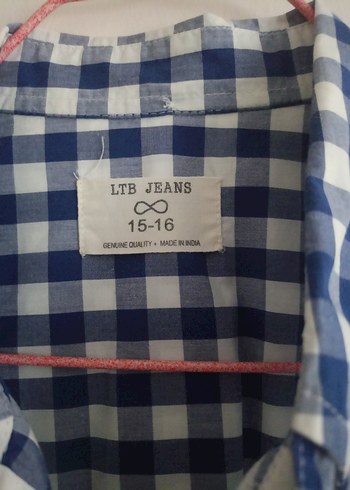 LTB JEANS
15-16
GENUINE QUALITY • MADE IN INDIA